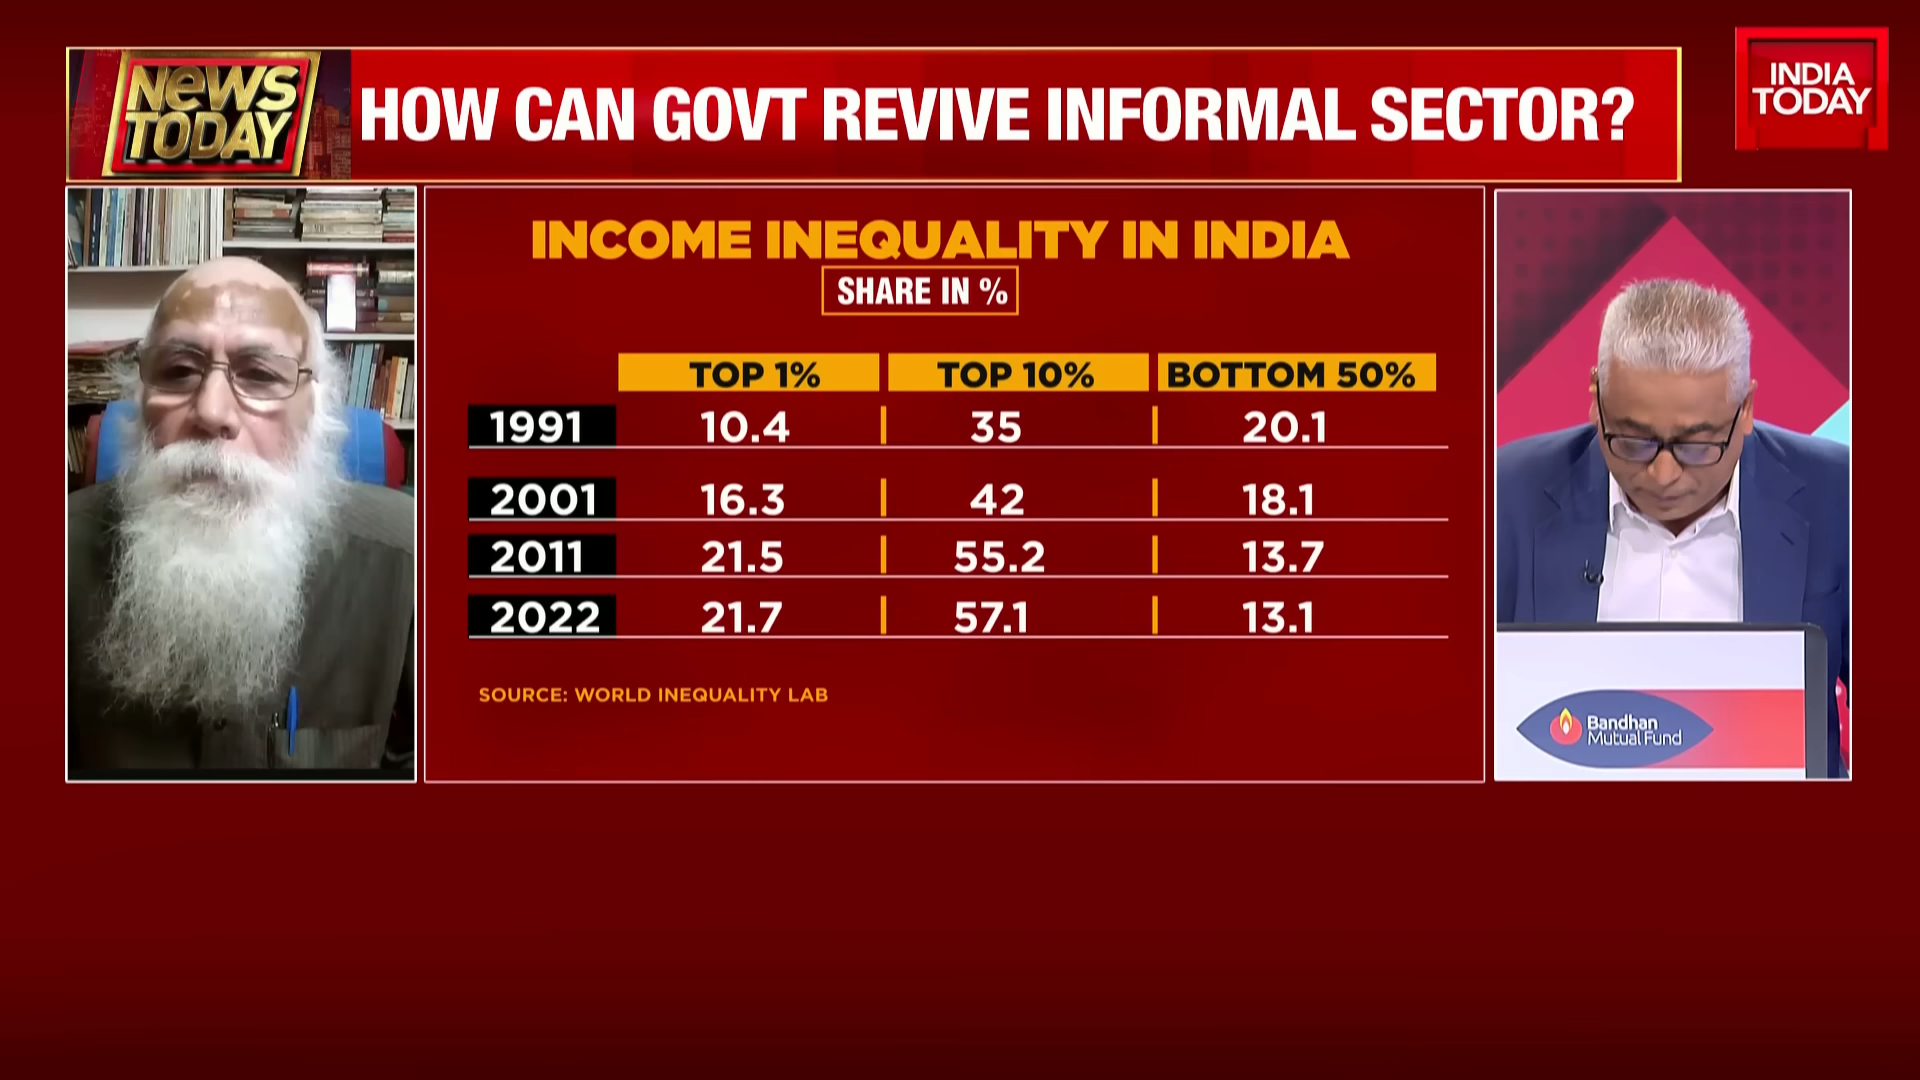 NEWS
TODAY
HOW CAN GOVT REVIVE INFORMAL SECTOR?
INDIA
TODAY
INCOME INEQUALITY IN INDIA
SHARE IN %
TOP 1% TOP 10% BOTTOM 50%
1991 10.4 35 20.1
2001 16.3 42 18.1
2011 21.5 55.2 13.7
2022 21.7 57.1 13.1
SOURCE: WORLD INEQUALITY LAB
Bandhan
Mutual Fund